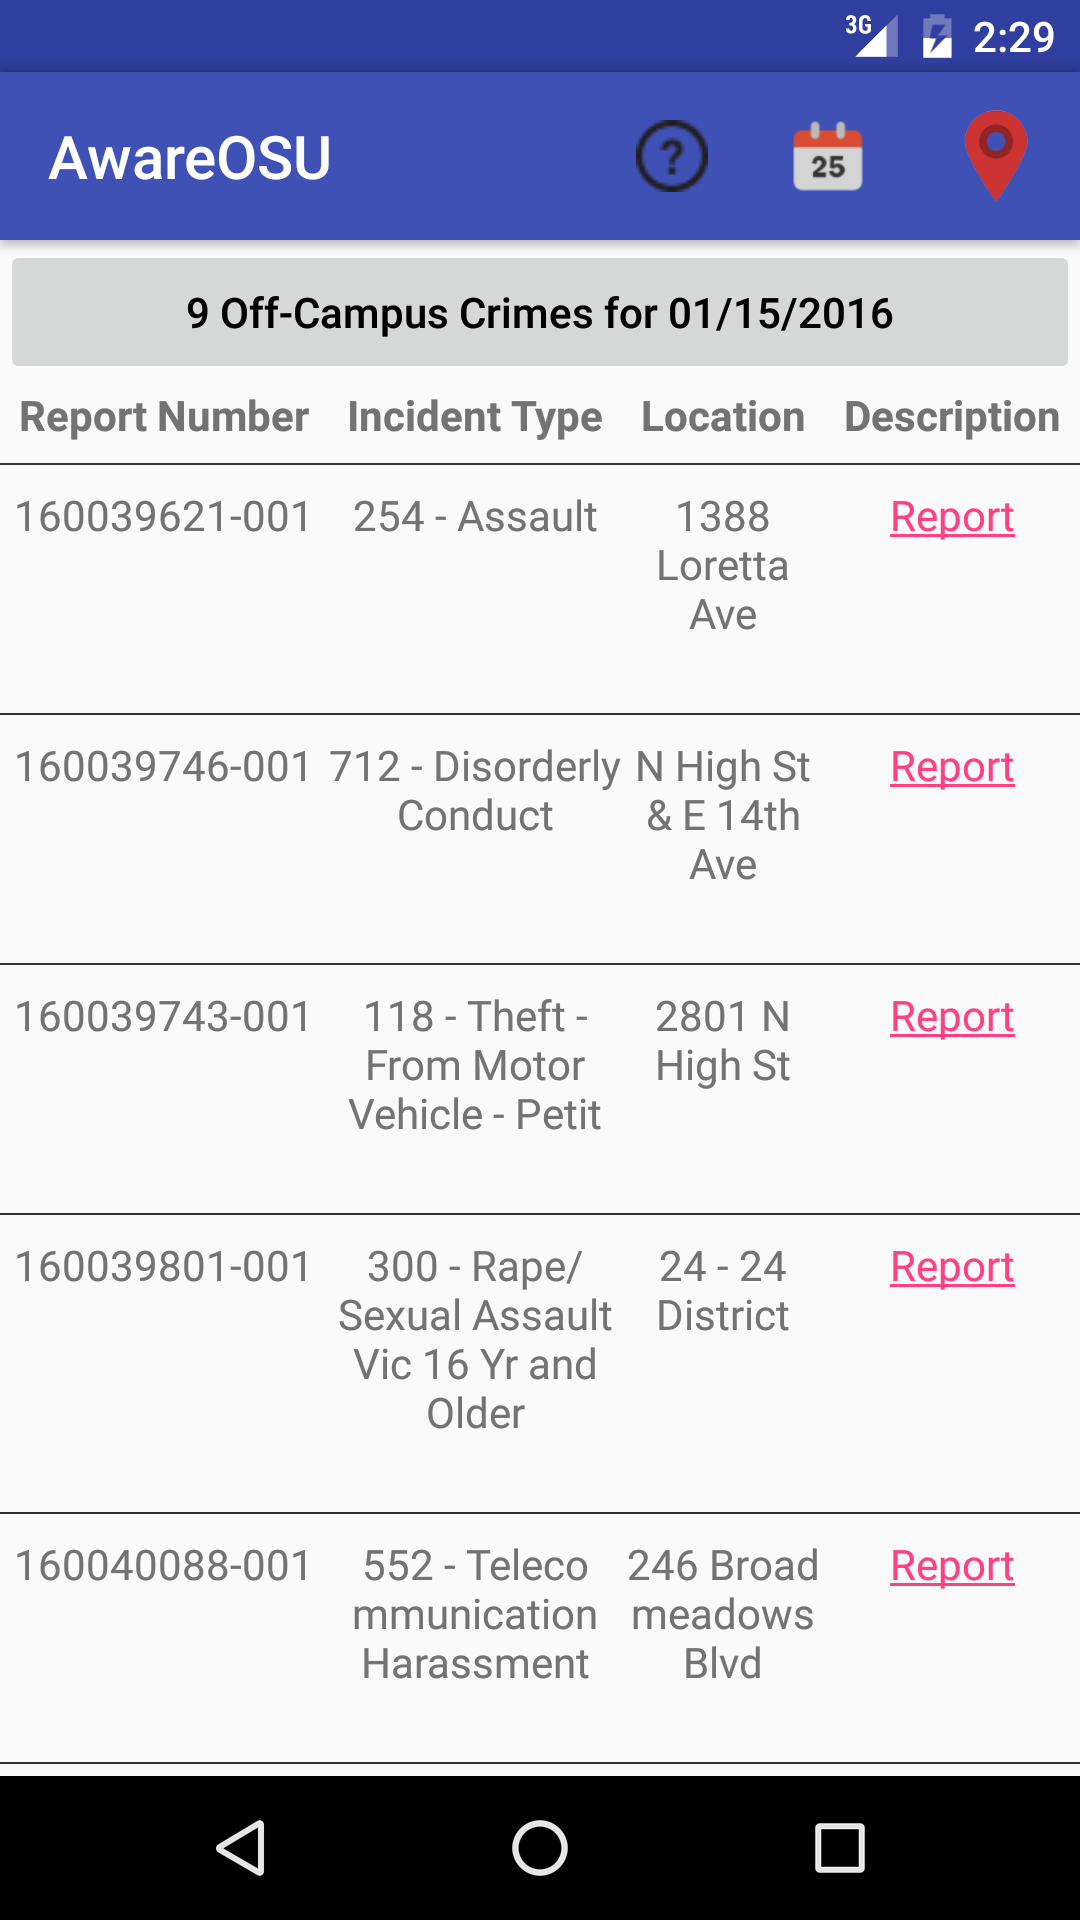 3G 2:29
AwareOSU ? 25
9 Off-Campus Crimes for 01/15/2016
Report Number Incident Type Location Description
160039621-001 254 - Assault 1388 Report
Loretta
Ave
160039746-001 712 - Disorderly N High St Report
Conduct & E 14th
Ave
160039743-001 118 - Theft - 2801 N Report
From Motor High St
Vehicle - Petit
160039801-001 300 - Rape/ 24 - 24 Report
Sexual Assault District
Vic 16 Yr and
Older
160040088-001 552 - Teleco 246 Broad Report
mmunication meadows
Harassment Blvd